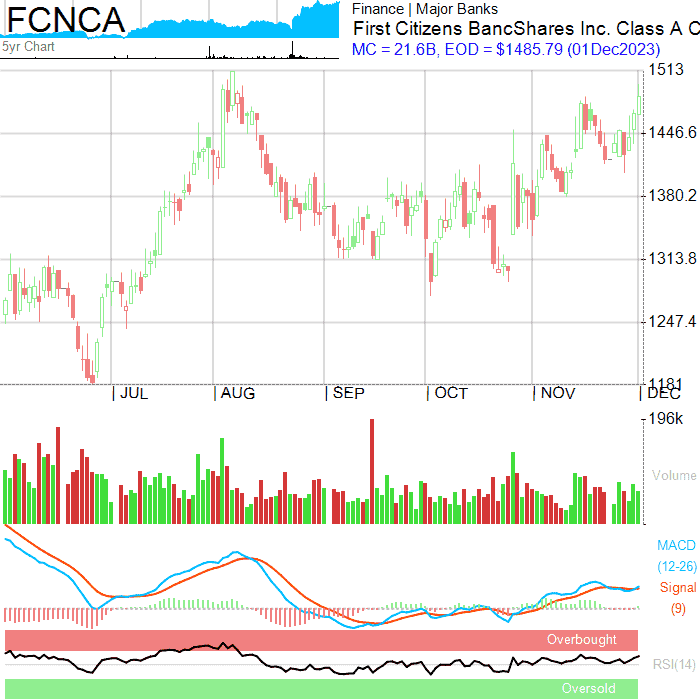 FCNCA
5yr Chart
Finance | Major Banks
First Citizens BancShares Inc. Class A C
MC = 21.6B, EOD = $1485.79 (01Dec2023)
1513
1446.6
1380.2
1313.8
1247.4
1181
| JUL | AUG | SEP | OCT | NOV | DEC
196k
Volume
MACD
(12-26)
Signal
(9)
Overbought
RSI(14)
Oversold